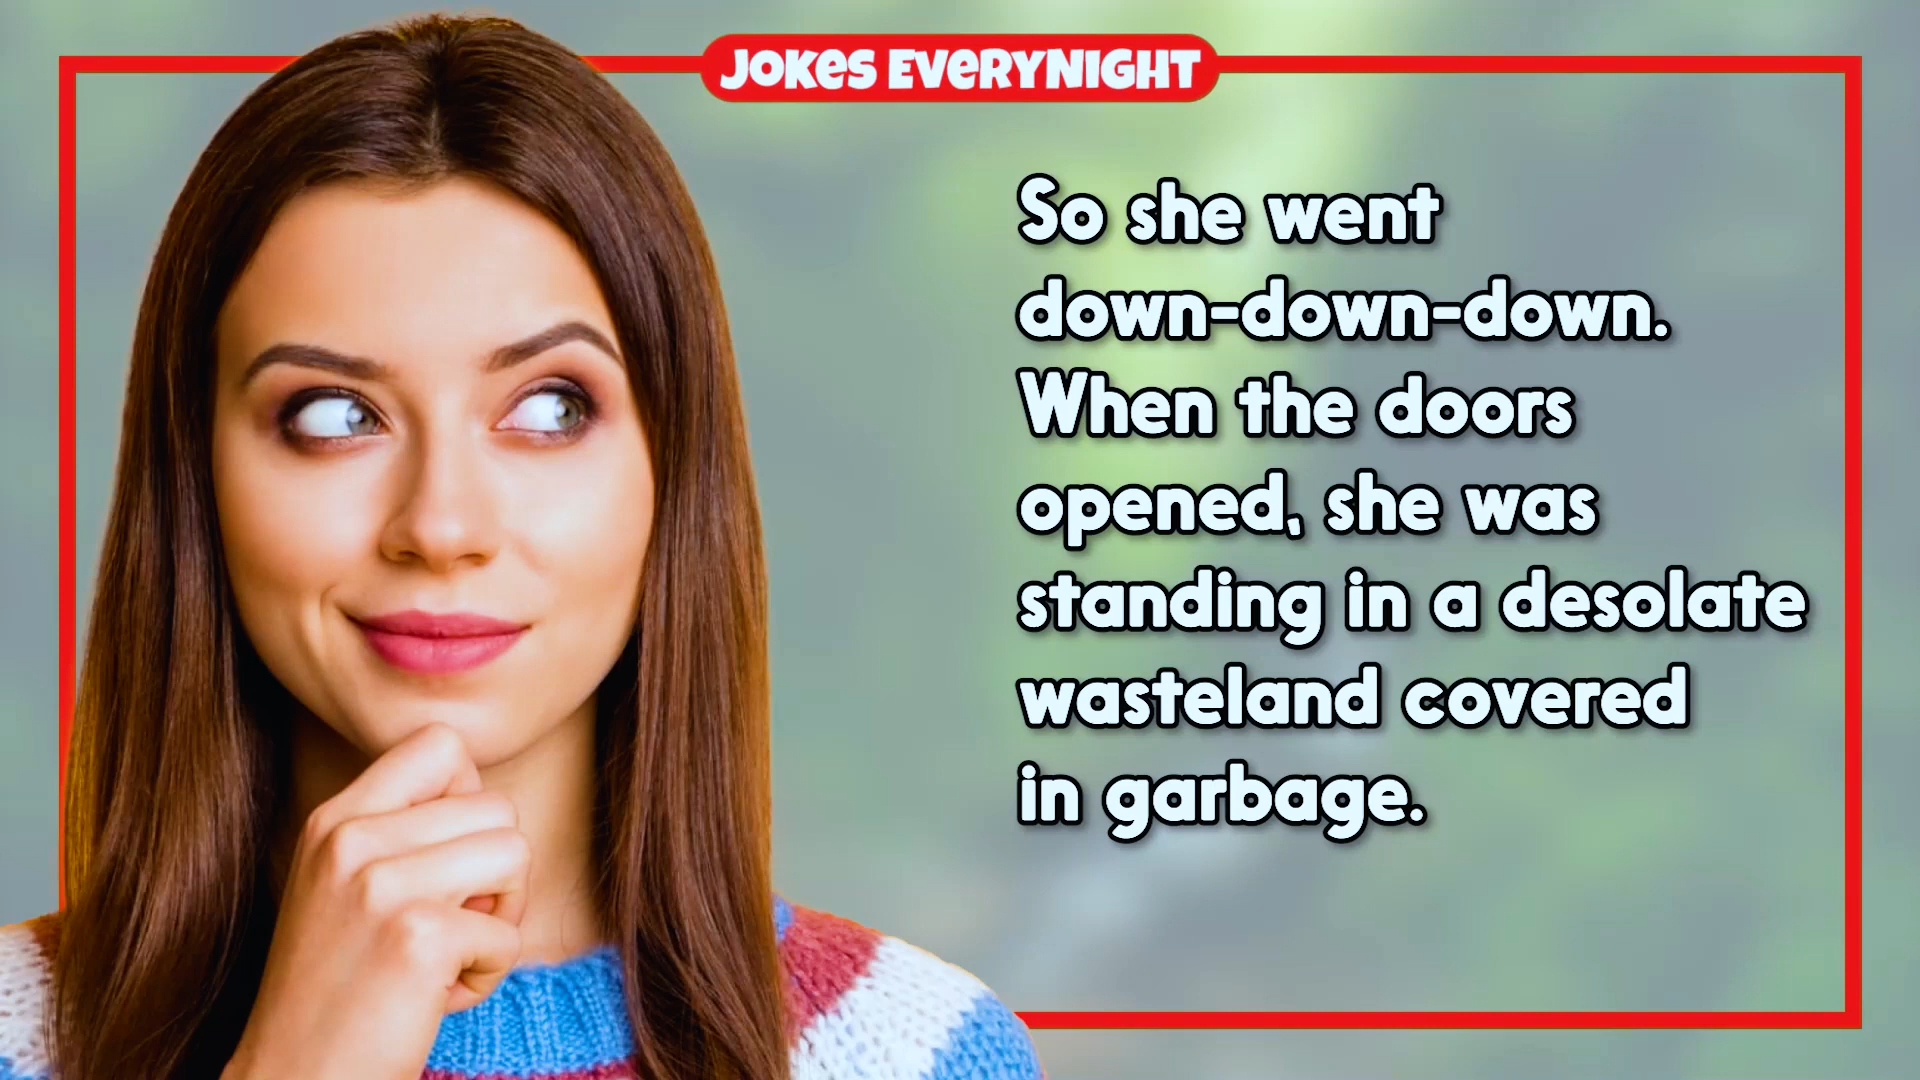 JOKES EVERYNIGHT
So she went
down-down-down.
When the doors
opened, she was
standing in a desolate
wasteland covered
in garbage.